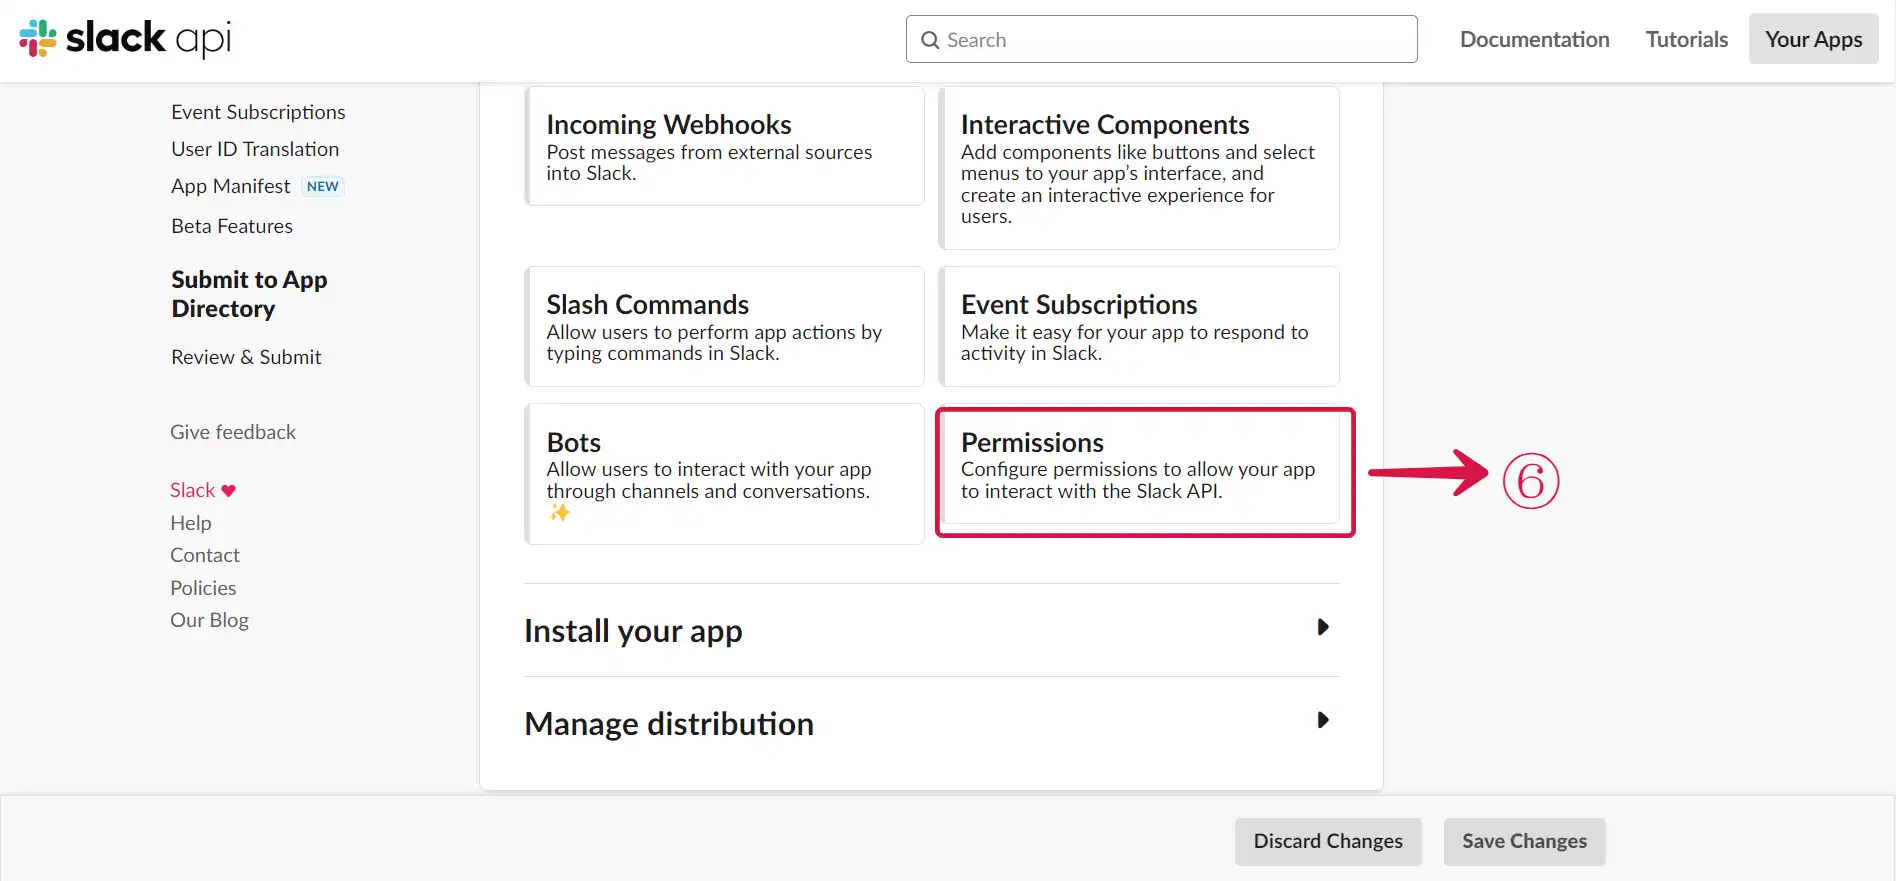 slack api
Search
Documentation
Tutorials
Your Apps
Event Subscriptions
User ID Translation
App Manifest NEW
Beta Features
Submit to App
Directory
Review & Submit
Give feedback
Slack ♥
Help
Contact
Policies
Our Blog
Incoming Webhooks
Post messages from external sources
into Slack.
Interactive Components
Add components like buttons and select
menus to your app’s interface, and
create an interactive experience for
users.
Slash Commands
Allow users to perform app actions by
typing commands in Slack.
Event Subscriptions
Make it easy for your app to respond to
activity in Slack.
Bots
Allow users to interact with your app
through channels and conversations.
✨
Permissions
Configure permissions to allow your app
to interact with the Slack API.
⑥
Install your app
Manage distribution
Discard Changes
Save Changes